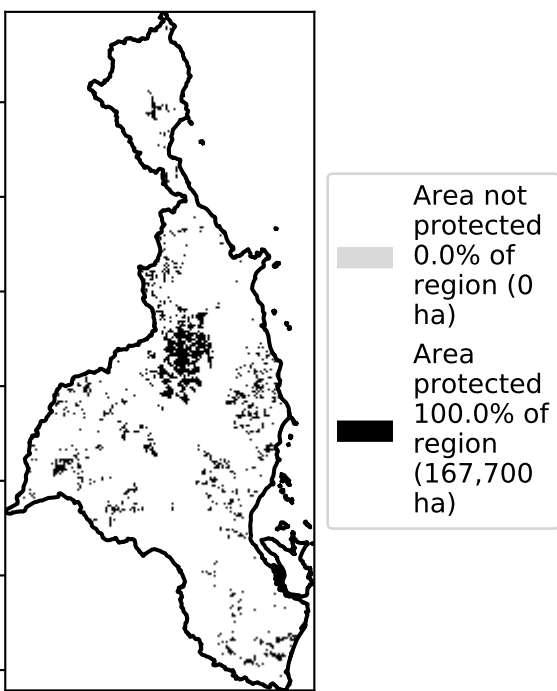 Area not
protected
0.0% of
region (0
ha)
Area
protected
100.0% of
region
(167,700
ha)